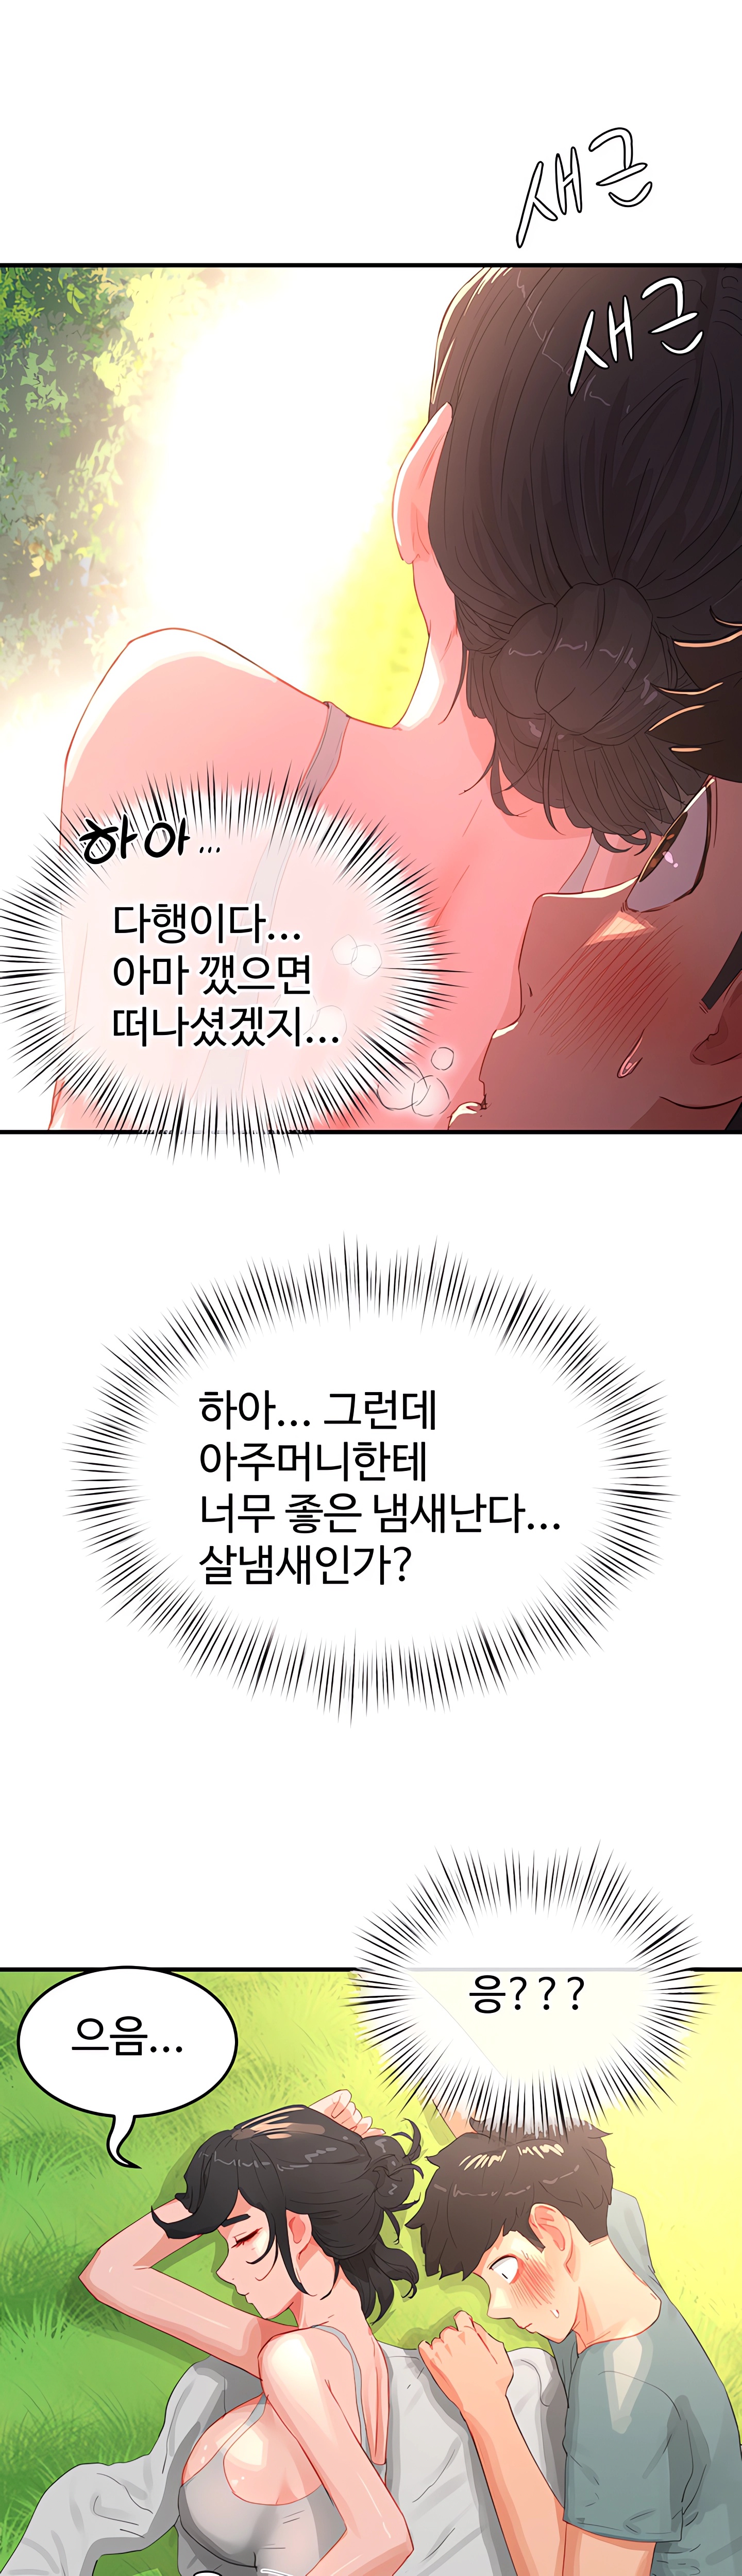 새근
새근
하아...
다행이다...
아마 깼으면
떠나셨겠지...
하아... 그런데
아주머니한테
너무 좋은 냄새난다...
살냄새인가?
응???
으음...